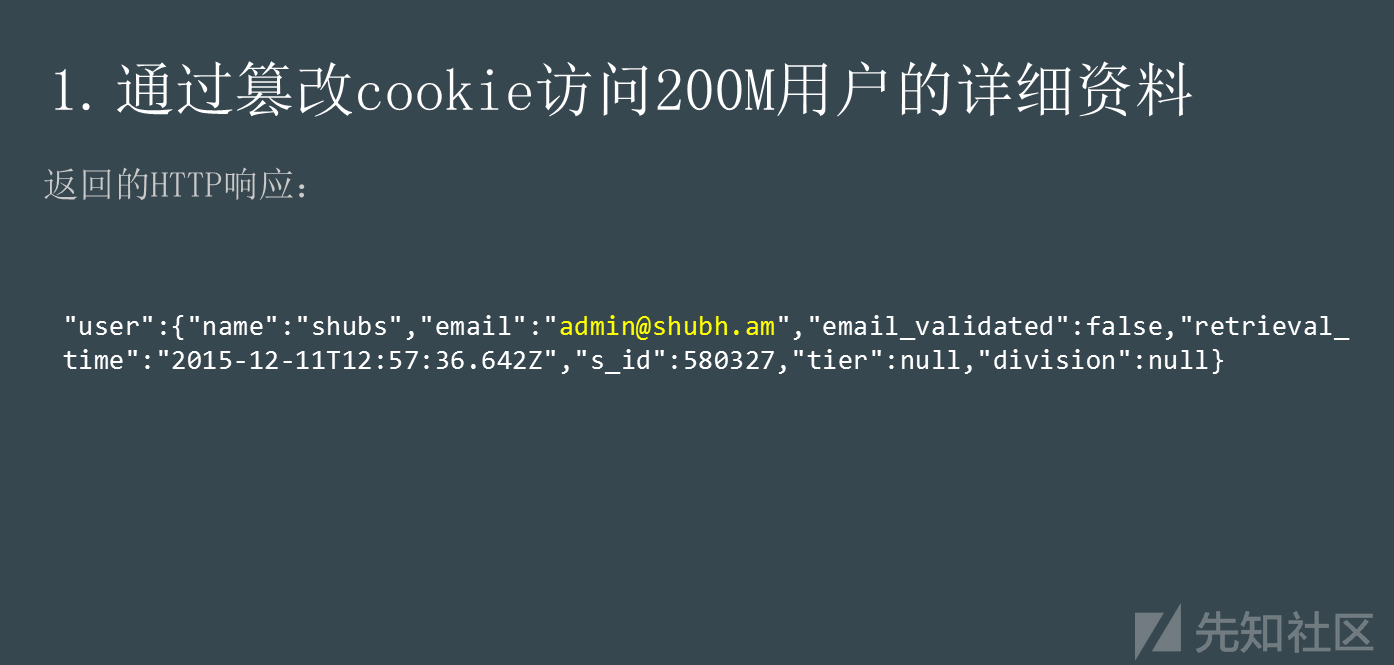 1. 通过篡改cookie访问200M用户的详细资料
返回的HTTP响应：
"user":{"name":"shubs","email":"admin@shubh.am","email_validated":false,"retrieval_
time":"2015-12-11T12:57:36.642Z","s_id":580327,"tier":null,"division":null}
先知社区